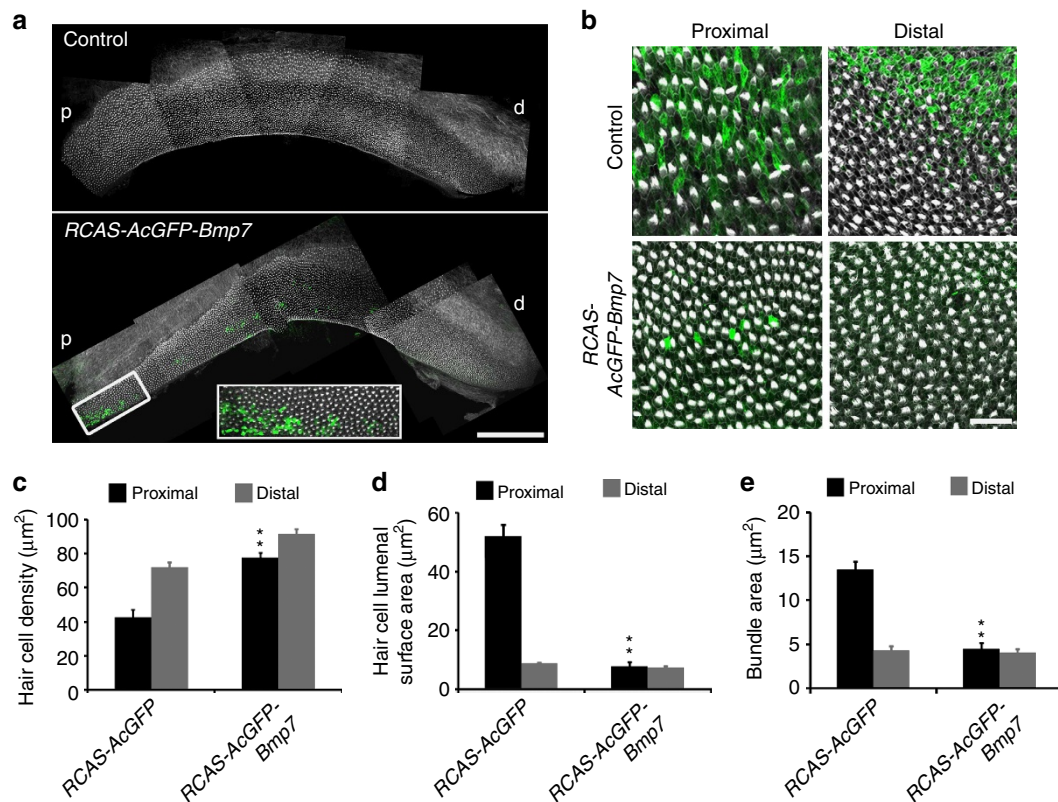 a
Control
p
d
RCAS-AcGFP-Bmp7
p
d
b
Proximal
Distal
Control
RCAS-
AcGFP-Bmp7
c
Proximal
Distal
Hair cell density (μm²)
100
80
60
40
20
0
**
RCAS-AcGFP
RCAS-AcGFP-
Bmp7
d
Proximal
Distal
Hair cell lumenal
surface area (μm²)
60
40
20
0
**
RCAS-AcGFP
RCAS-AcGFP-
Bmp7
e
Proximal
Distal
Bundle area (μm²)
20
15
10
5
0
**
RCAS-AcGFP
RCAS-AcGFP-
Bmp7